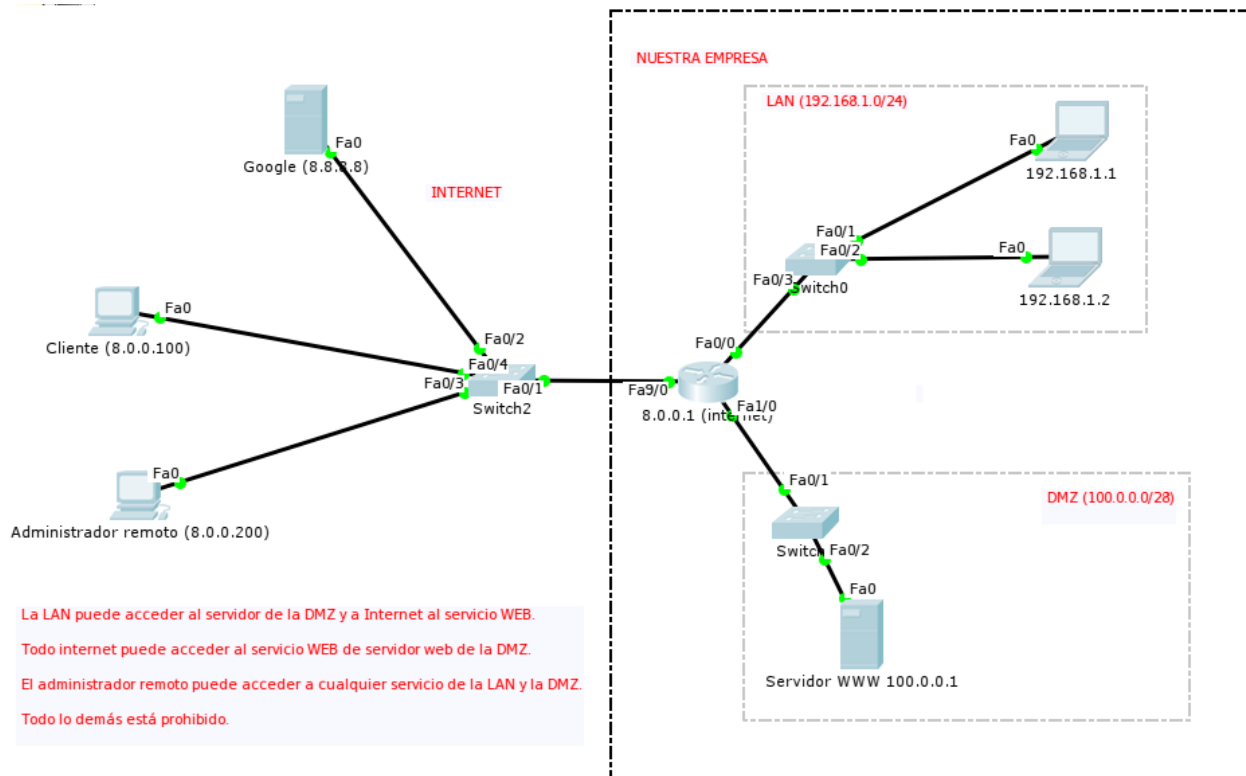 NUESTRA EMPRESA
LAN (192.168.1.0/24)
Fa0
Google (8.8.8.8)
INTERNET
Fa0
192.168.1.1
Fa0/1
Fa0/2
Fa0
Fa0/3
Switch0
192.168.1.2
Fa0
Cliente (8.0.0.100)
Fa0/2
Fa0/4
Fa0/3
Fa0/1
Switch2
Fa0/0
Fa9/0
8.0.0.1 (internet)
Fa1/0
Fa0
Administrador remoto (8.0.0.200)
Fa0/1
DMZ (100.0.0.0/28)
Switch
Fa0/2
Fa0
Servidor WWW 100.0.0.1
La LAN puede acceder al servidor de la DMZ y a Internet al servicio WEB.
Todo internet puede acceder al servicio WEB de servidor web de la DMZ.
El administrador remoto puede acceder a cualquier servicio de la LAN y la DMZ.
Todo lo demás está prohibido.